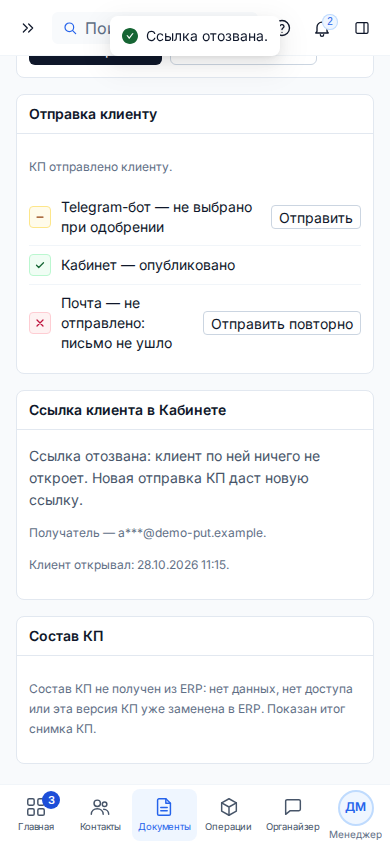 Ссылка отозвана.
2
Отправка клиенту
КП отправлено клиенту.
Telegram-бот — не выбрано
при одобрении
Отправить
Кабинет — опубликовано
Почта — не
отправлено:
письмо не ушло
Отправить повторно
Ссылка клиента в Кабинете
Ссылка отозвана: клиент по ней ничего не
откроет. Новая отправка КП даст новую
ссылку.
Получатель — a***@demo-put.example.
Клиент открывал: 28.10.2026 11:15.
Состав КП
Состав КП не получен из ERP: нет данных, нет доступа
или эта версия КП уже заменена в ERP. Показан итог
снимка КП.
3
ДМ
Главная
Контакты
Документы
Операции
Органайзер
Менеджер